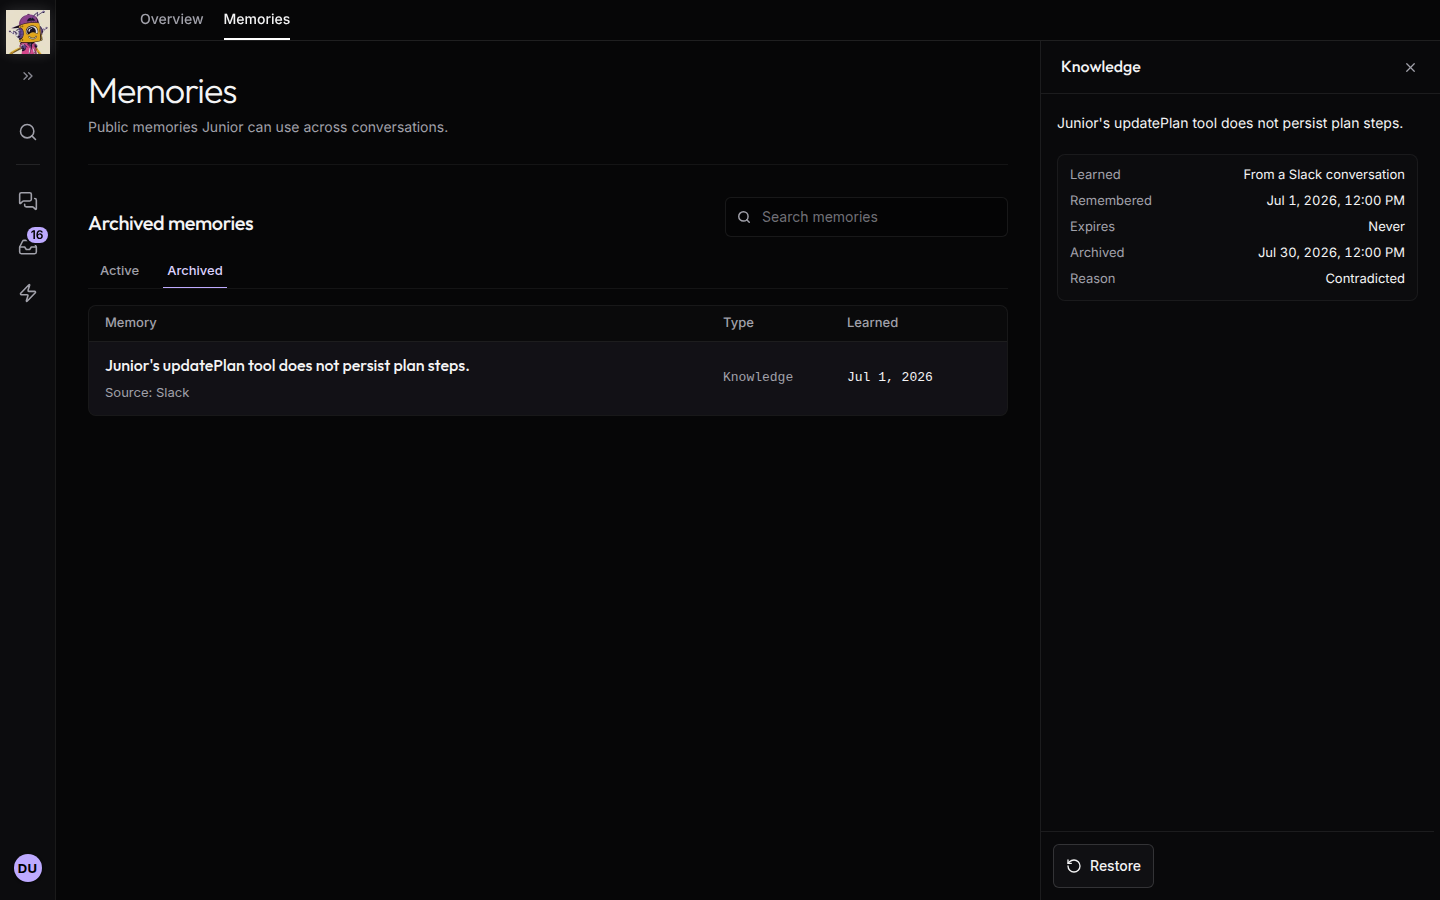 Overview Memories
Memories
Public memories Junior can use across conversations.
Archived memories
Search memories
Active Archived
Memory Type Learned
Junior's updatePlan tool does not persist plan steps.
Source: Slack
Knowledge
Jul 1, 2026
16
DU
Knowledge
Junior's updatePlan tool does not persist plan steps.
Learned From a Slack conversation
Remembered Jul 1, 2026, 12:00 PM
Expires Never
Archived Jul 30, 2026, 12:00 PM
Reason Contradicted
Restore